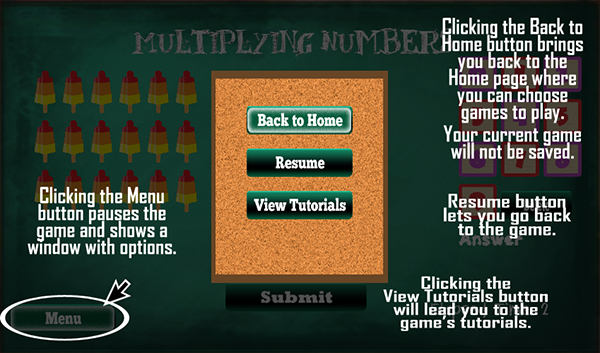 MULTIPLYING NUMBERS
Clicking the Back to
Home button brings
you back to the
Home page where
you can choose
games to play.
Your current game
will not be saved.
Back to Home
Resume
View Tutorials
Clicking the Menu
button pauses the
game and shows a
window with options.
Resume button
lets you go back
to the game.
Answer
Clicking the
View Tutorials button
will lead you to the
game's tutorials.
Submit
Menu
2